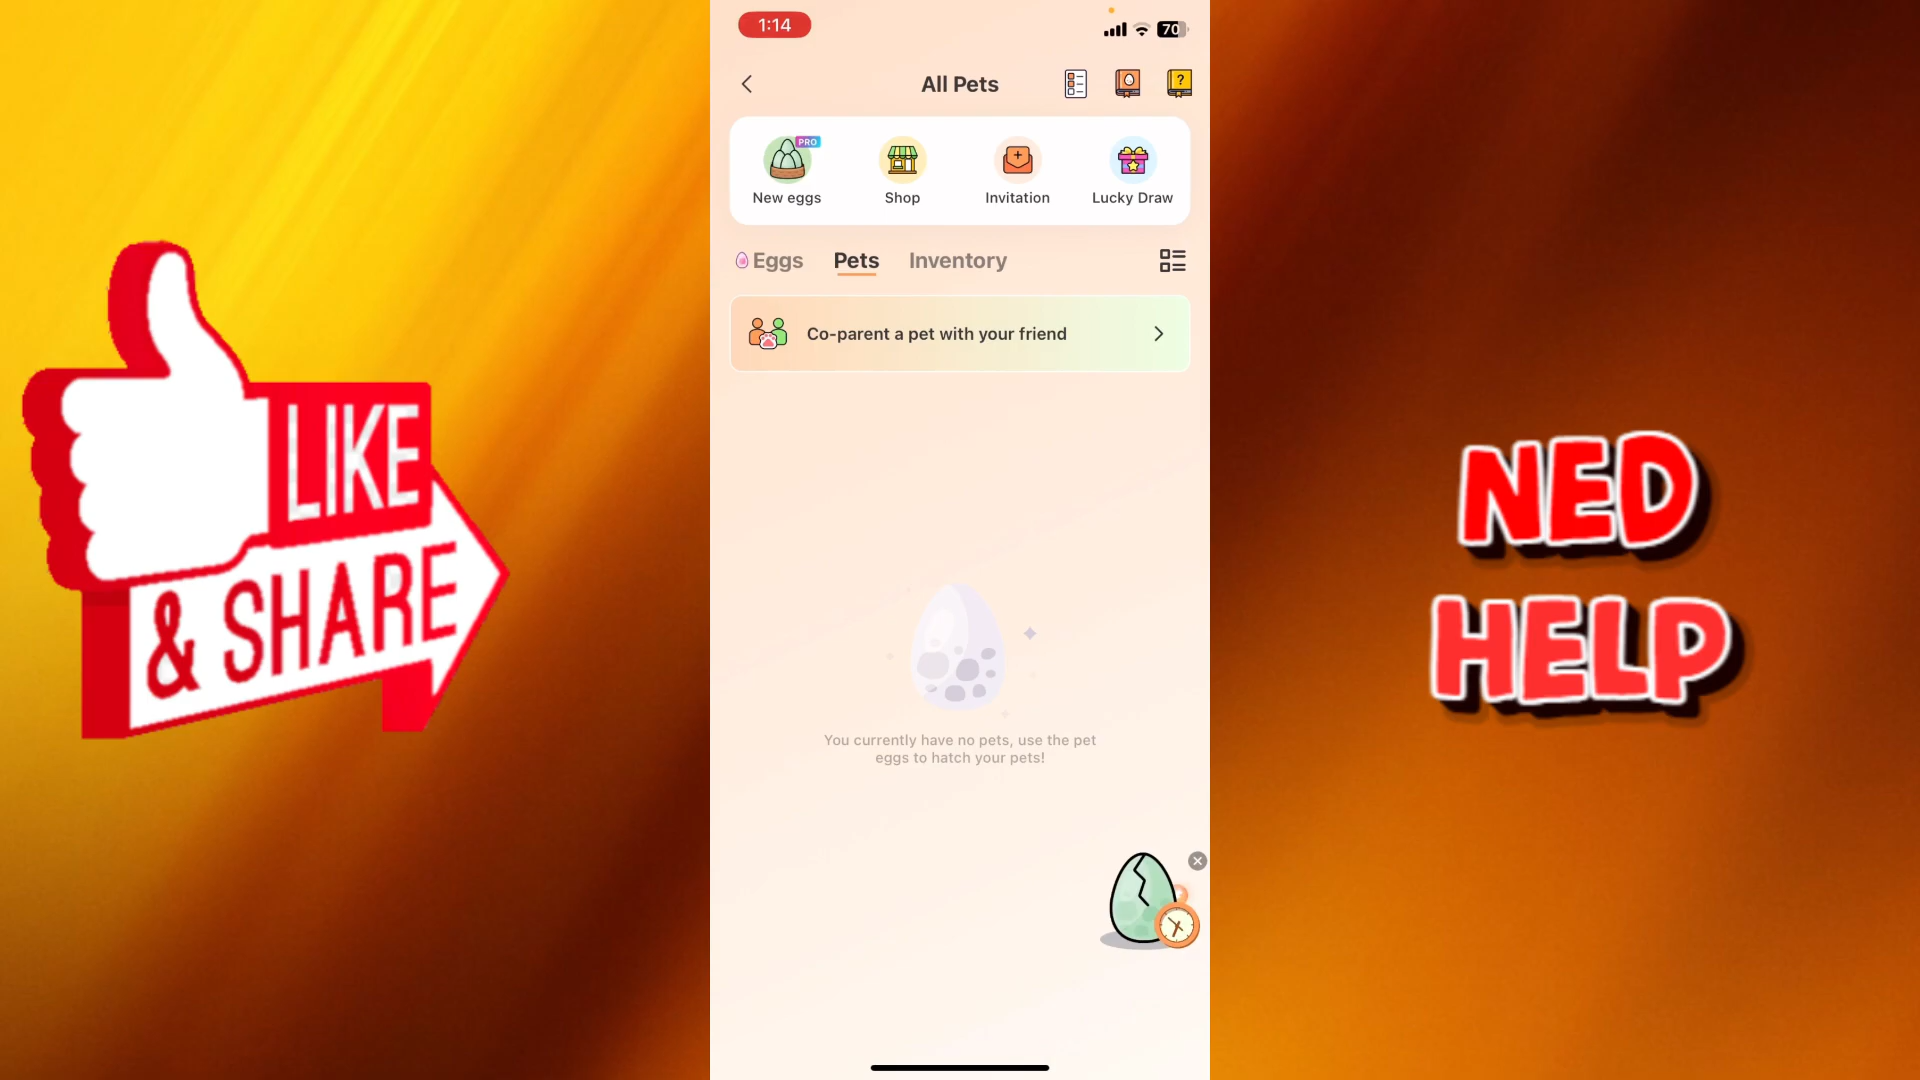 1:14
70
All Pets
?
PRO
New eggs
Shop
Invitation
Lucky Draw
Eggs
Pets
Inventory
Co-parent a pet with your friend
You currently have no pets, use the pet
eggs to hatch your pets!
LIKE
& SHARE
NED
HELP